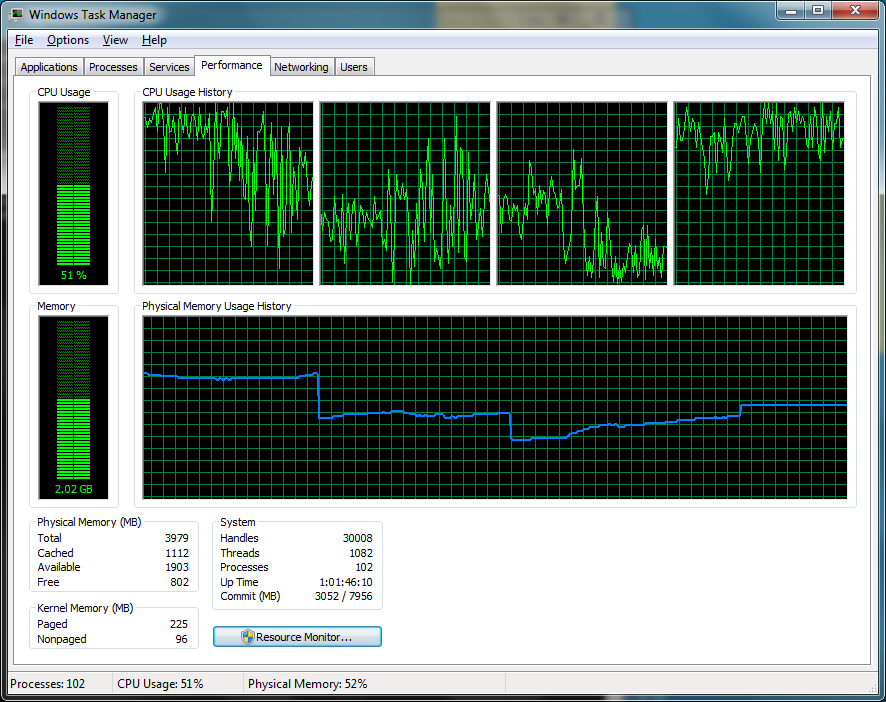 Windows Task Manager
File Options View Help
Applications Processes Services Performance Networking Users
CPU Usage
CPU Usage History
51 %
Memory
Physical Memory Usage History
2.02 GB
Physical Memory (MB)
Total 3979
Cached 1112
Available 1903
Free 802
Kernel Memory (MB)
Paged 225
Nonpaged 96
System
Handles 30008
Threads 1082
Processes 102
Up Time 1:01:46:10
Commit (MB) 3052 / 7956
Resource Monitor...
Processes: 102 CPU Usage: 51% Physical Memory: 52%